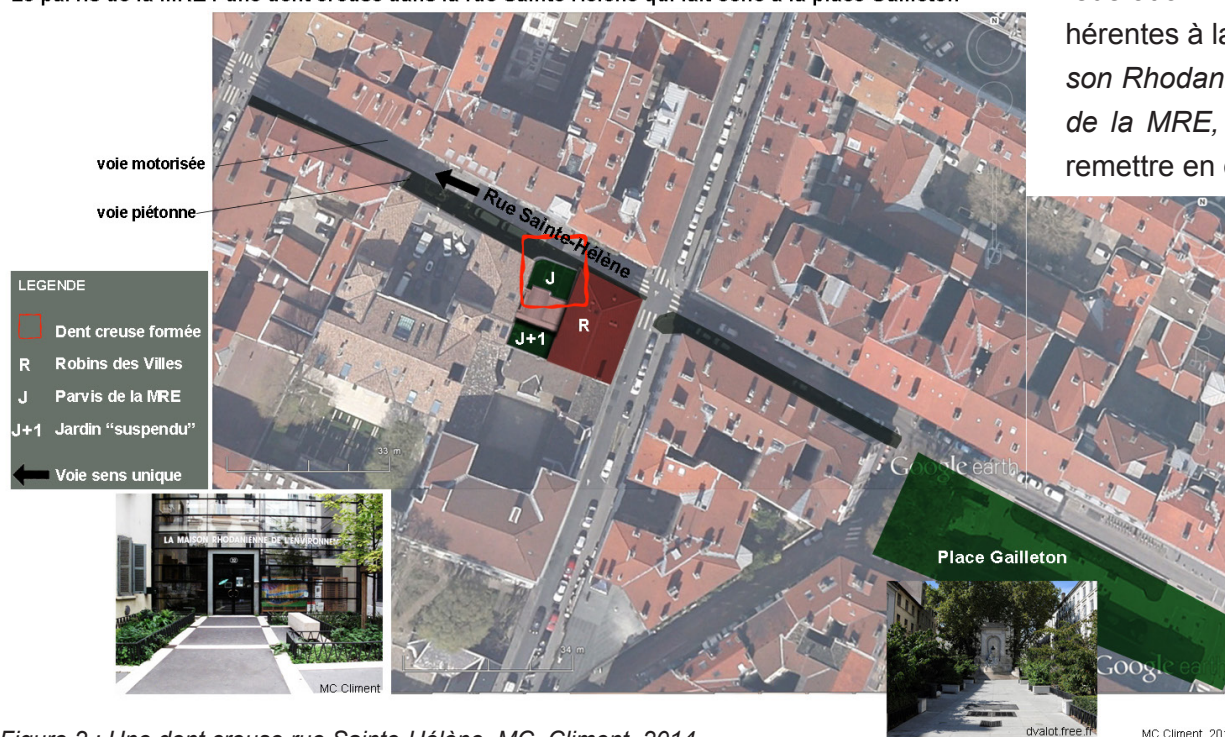 hérentes à la
son Rhodan
de la MRE,
remettre en
voie motorisée
voie piétonne
Rue Sainte-Hélène
J
R
J+1
LEGENDE
Dent creuse formée
R Robins des Villes
J Parvis de la MRE
J+1 Jardin “suspendu”
Voie sens unique
33 m
Google earth
LA MAISON RHODANIENNE DE L'ENVIRONNEM
MC Climent
34 m
Place Gailleton
Google ea
dvalot.free.fr
Figure 2 : Une dent creuse rue Sainte-Hélène, MC. Climent, 2014
MC Climent, 201